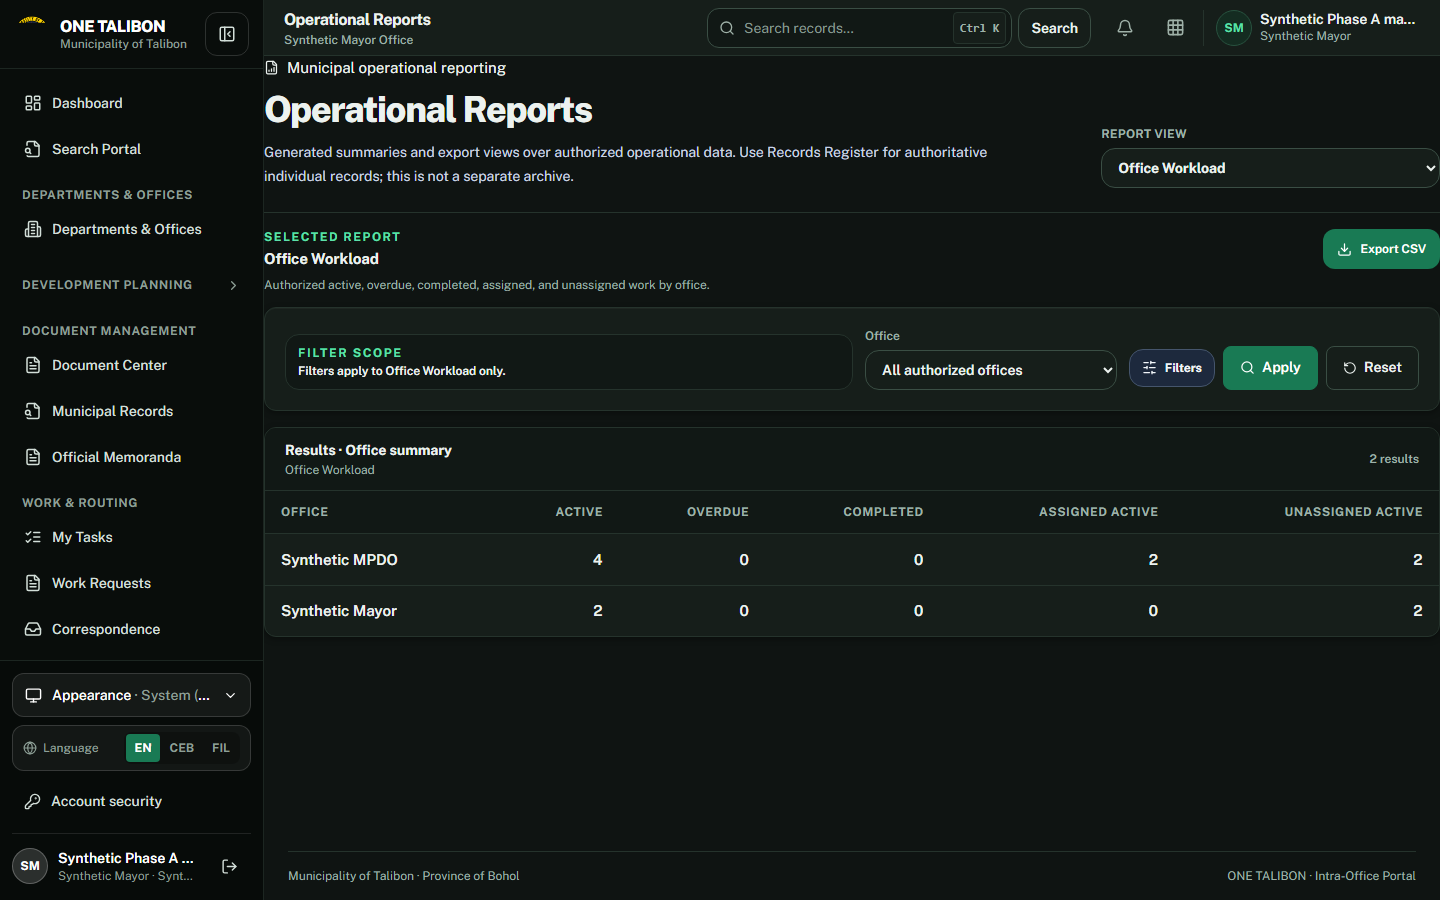 ONE TALIBON
Municipality of Talibon
Dashboard
Search Portal
DEPARTMENTS & OFFICES
Departments & Offices
DEVELOPMENT PLANNING
DOCUMENT MANAGEMENT
Document Center
Municipal Records
Official Memoranda
WORK & ROUTING
My Tasks
Work Requests
Correspondence
Appearance · System (...
Language EN CEB FIL
Account security
SM
Synthetic Phase A ...
Synthetic Mayor · Synt...
Operational Reports
Synthetic Mayor Office
Search records... Ctrl K
Search
SM
Synthetic Phase A ma...
Synthetic Mayor
Municipal operational reporting
Operational Reports
Generated summaries and export views over authorized operational data. Use Records Register for authoritative
individual records; this is not a separate archive.
REPORT VIEW
Office Workload
SELECTED REPORT
Office Workload
Authorized active, overdue, completed, assigned, and unassigned work by office.
Export CSV
FILTER SCOPE
Filters apply to Office Workload only.
Office
All authorized offices
Filters
Apply
Reset
Results · Office summary
Office Workload
2 results
OFFICE ACTIVE OVERDUE COMPLETED ASSIGNED ACTIVE UNASSIGNED ACTIVE
Synthetic MPDO 4 0 0 2 2
Synthetic Mayor 2 0 0 0 2
Municipality of Talibon · Province of Bohol
ONE TALIBON · Intra-Office Portal